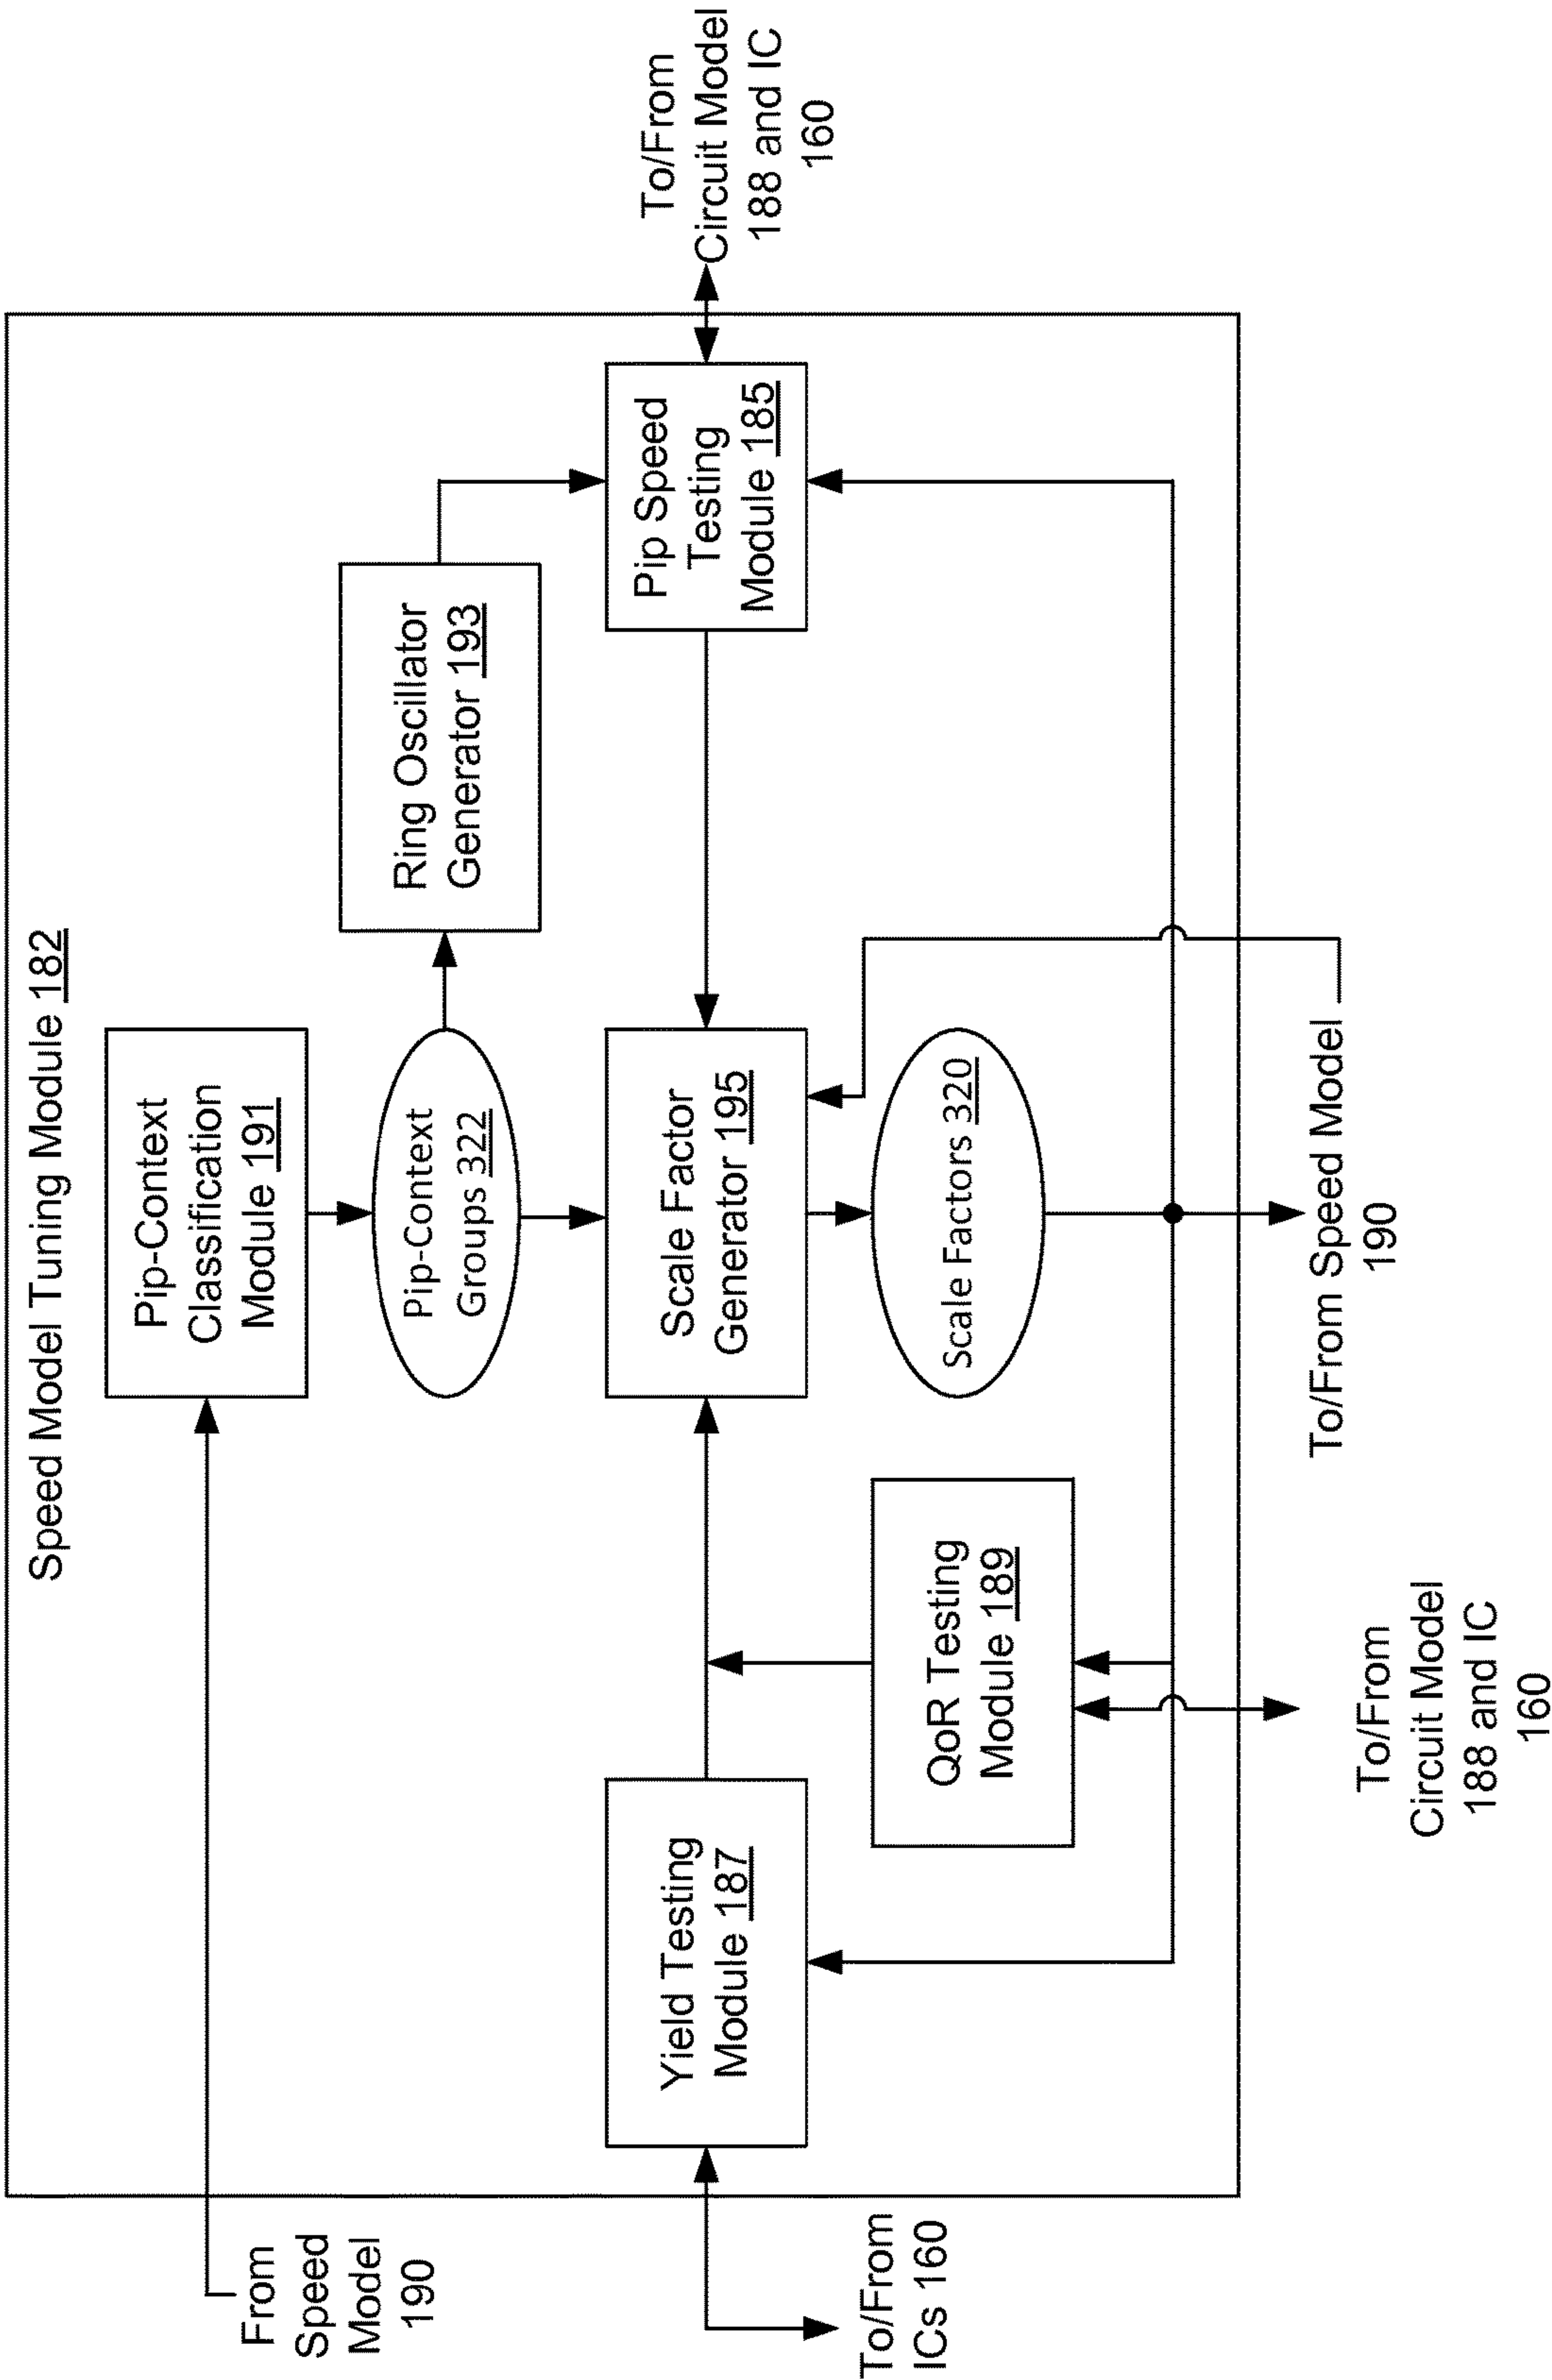 Speed Model Tuning Module 182
From
Speed
Model
190
Pip-Context
Classification
Module 191
Pip-Context
Groups 322
Ring Oscillator
Generator 193
To/From
ICs 160
Yield Testing
Module 187
Scale Factor
Generator 195
Pip Speed
Testing
Module 185
To/From
Circuit Model
188 and IC
160
QoR Testing
Module 189
Scale Factors 320
To/From
Circuit Model
188 and IC
160
To/From Speed Model
190